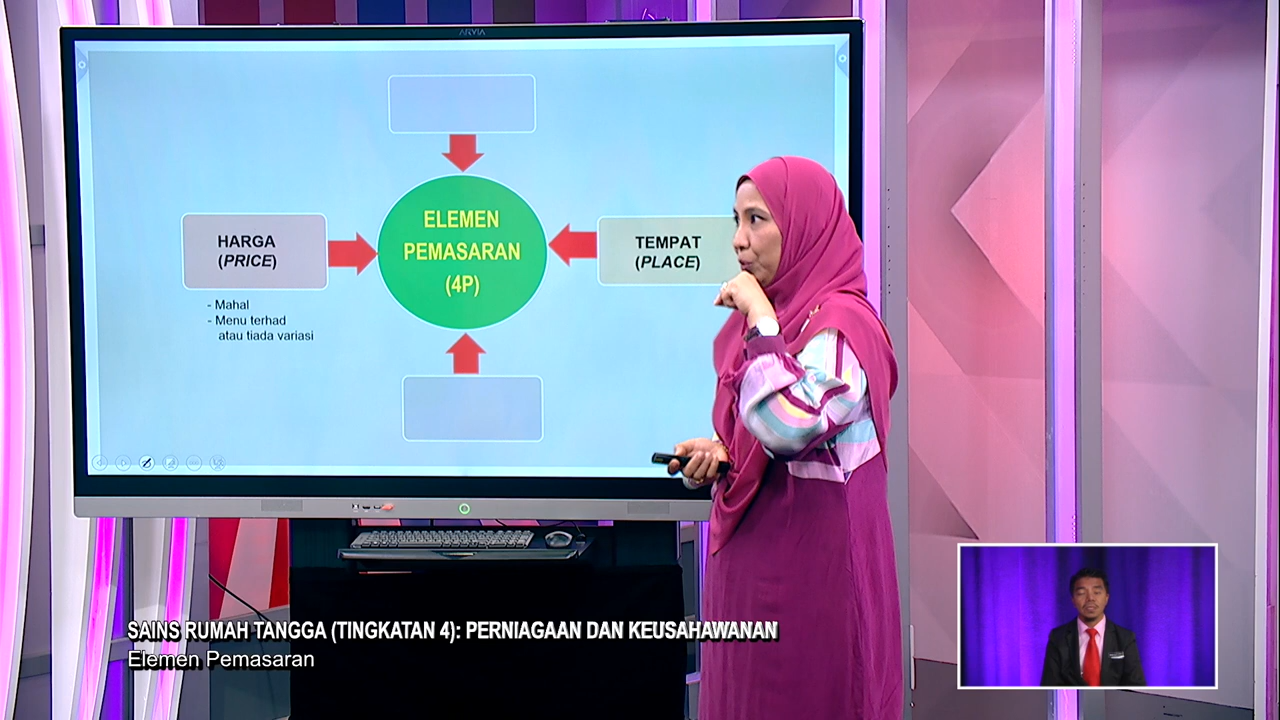 ARVIA
ELEMEN
PEMASARAN
(4P)
HARGA
(PRICE)
- Mahal
- Menu terhad
atau tiada variasi
TEMPAT
(PLACE)
SAINS RUMAH TANGGA (TINGKATAN 4): PERNIAGAAN DAN KEUSAHAWANAN
Elemen Pemasaran